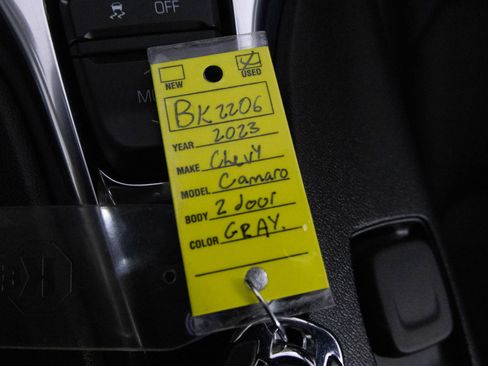 OFF
NEW USED
BK2206
YEAR 2023
MAKE Chevy
MODEL Camaro
BODY 2 door
COLOR GRAY.